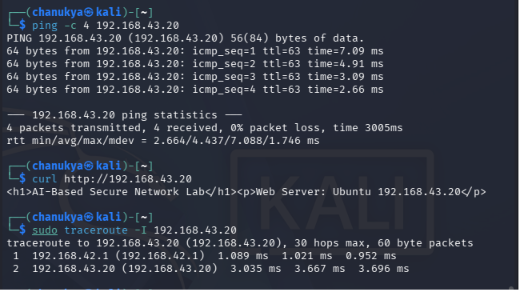 (chanukya㉿kali)-[~]
$ ping -c 4 192.168.43.20
PING 192.168.43.20 (192.168.43.20) 56(84) bytes of data.
64 bytes from 192.168.43.20: icmp_seq=1 ttl=63 time=7.09 ms
64 bytes from 192.168.43.20: icmp_seq=2 ttl=63 time=4.91 ms
64 bytes from 192.168.43.20: icmp_seq=3 ttl=63 time=3.09 ms
64 bytes from 192.168.43.20: icmp_seq=4 ttl=63 time=2.66 ms
--- 192.168.43.20 ping statistics ---
4 packets transmitted, 4 received, 0% packet loss, time 3005ms
rtt min/avg/max/mdev = 2.664/4.437/7.088/1.746 ms
(chanukya㉿kali)-[~]
$ curl http://192.168.43.20
<h1>AI-Based Secure Network Lab</h1><p>Web Server: Ubuntu 192.168.43.20</p>
(chanukya㉿kali)-[~]
$ sudo traceroute -I 192.168.43.20
traceroute to 192.168.43.20 (192.168.43.20), 30 hops max, 60 byte packets
1 192.168.42.1 (192.168.42.1) 1.089 ms 1.021 ms 0.952 ms
2 192.168.43.20 (192.168.43.20) 3.035 ms 3.667 ms 3.696 ms
KALI